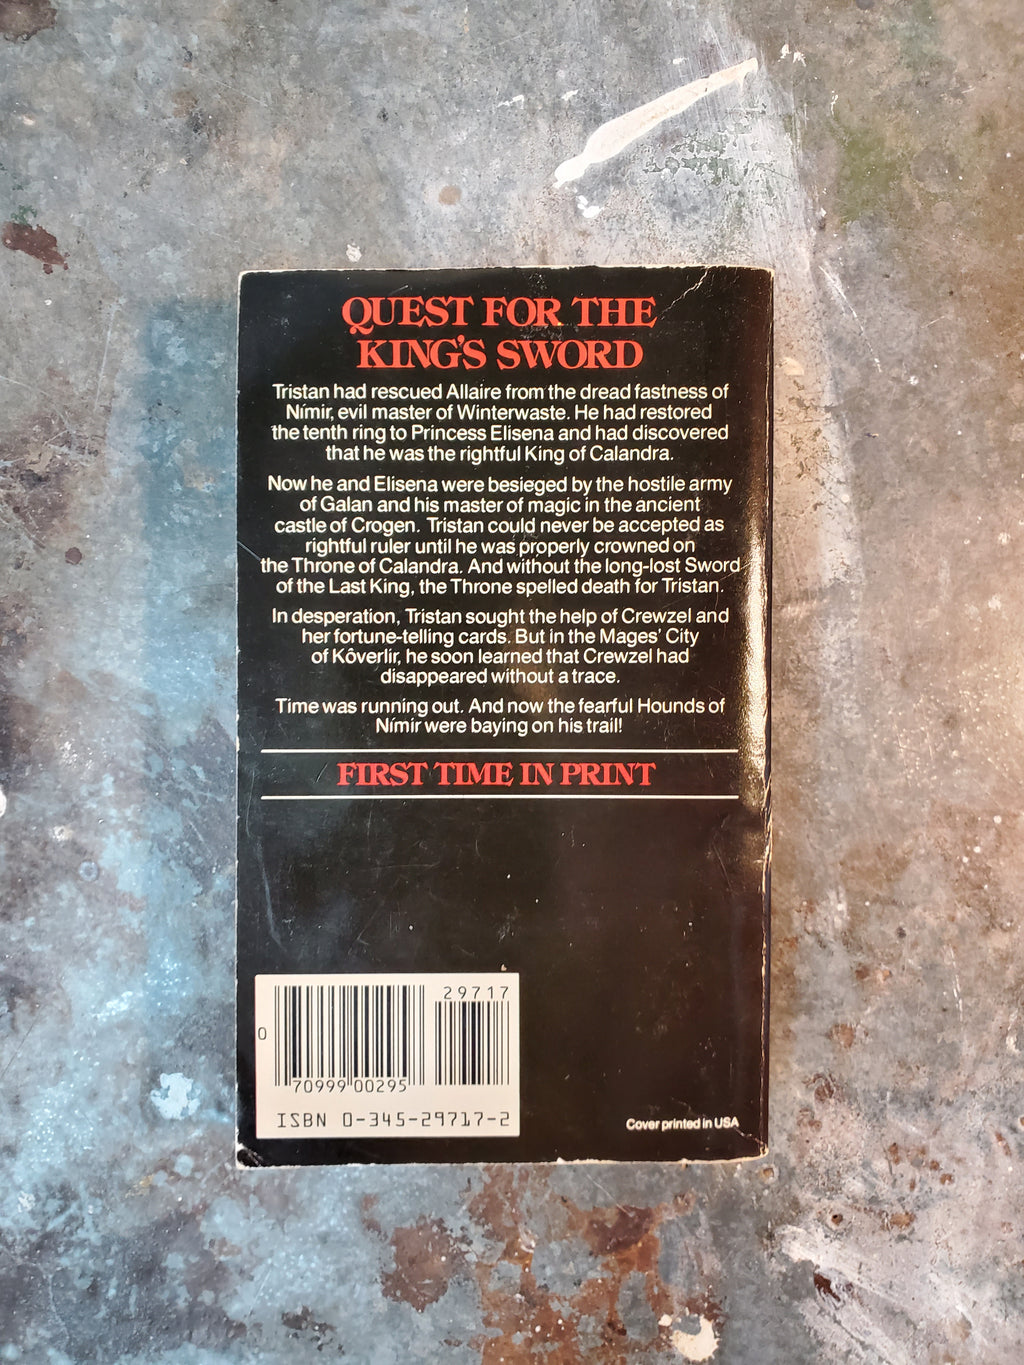 QUEST FOR THE
KING'S SWORD
Tristan had rescued Allaire from the dread fastness of
Nímir, evil master of Winterwaste. He had restored
the tenth ring to Princess Elisena and had discovered
that he was the rightful King of Calandra.
Now he and Elisena were besieged by the hostile army
of Galan and his master of magic in the ancient
castle of Crogen. Tristan could never be accepted as
rightful ruler until he was properly crowned on
the Throne of Calandra. And without the long-lost Sword
of the Last King, the Throne spelled death for Tristan.
In desperation, Tristan sought the help of Crewzel and
her fortune-telling cards. But in the Mages' City
of Kôverlir, he soon learned that Crewzel had
disappeared without a trace.
Time was running out. And now the fearful Hounds of
Nímir were baying on his trail!
FIRST TIME IN PRINT
29717
0
70999 00295
ISBN 0-345-29717-2
Cover printed in USA